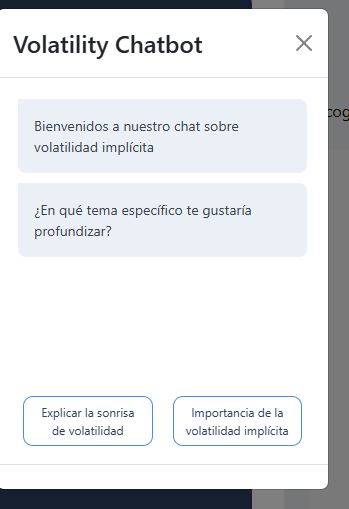 Volatility Chatbot
Bienvenidos a nuestro chat sobre
volatilidad implícita
¿En qué tema específico te gustaría
profundizar?
Explicar la sonrisa
de volatilidad
Importancia de la
volatilidad implícita